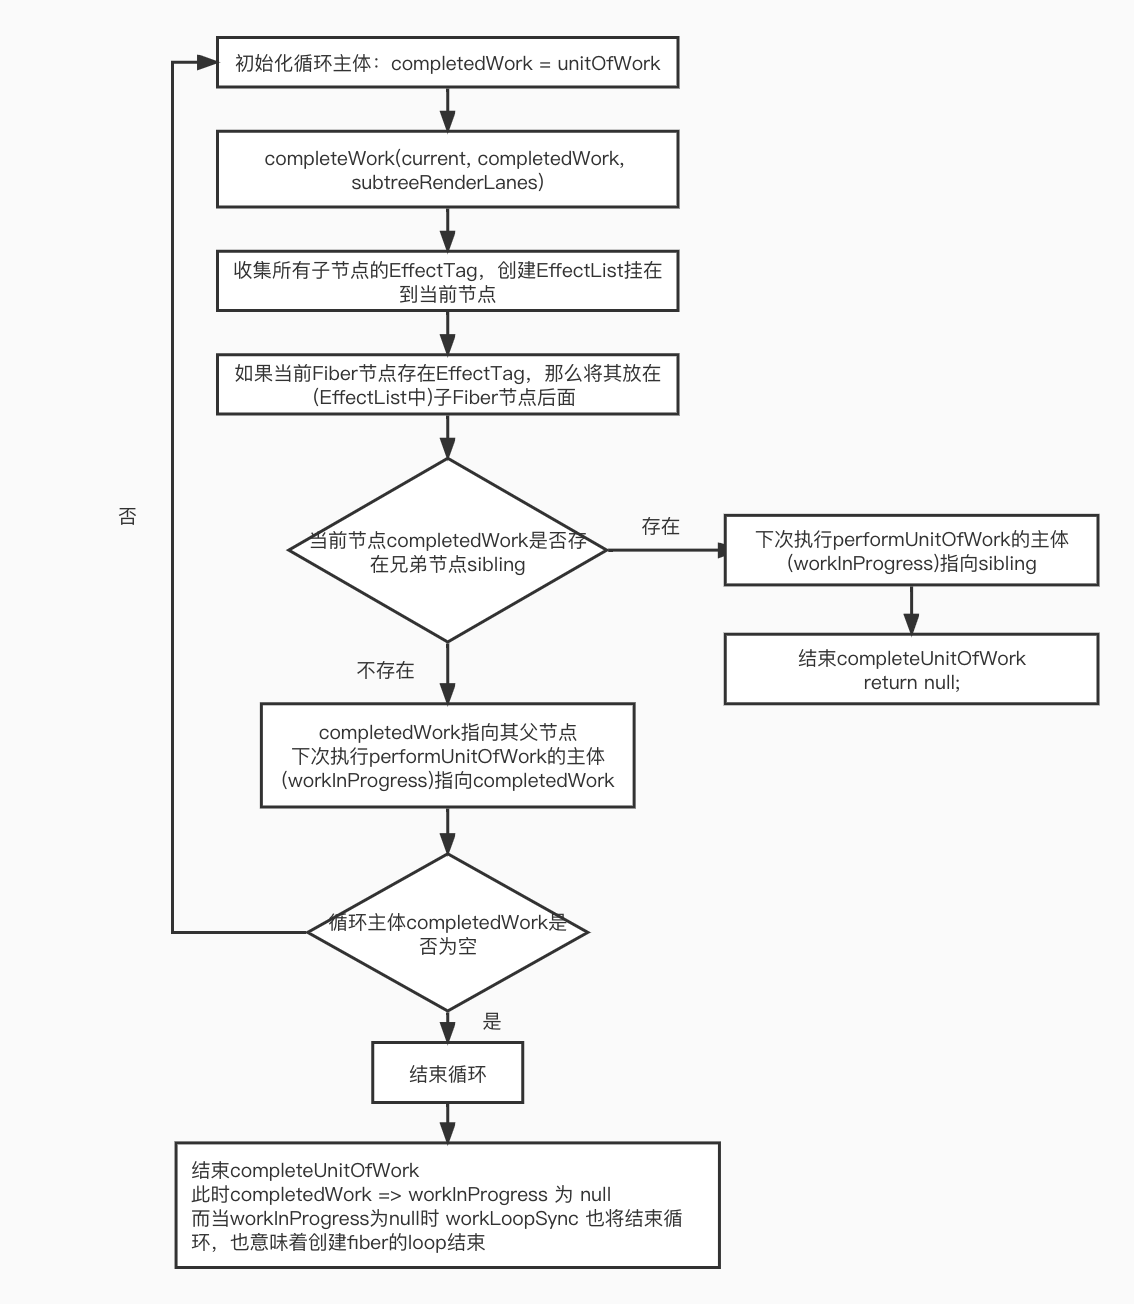 初始化循环主体：completedWork = unitOfWork
completeWork(current, completedWork,
subtreeRenderLanes)
收集所有子节点的EffectTag，创建EffectList挂在
到当前节点
如果当前Fiber节点存在EffectTag，那么将其放在
(EffectList中)子Fiber节点后面
否
当前节点completedWork是否存
在兄弟节点sibling
存在
下次执行performUnitOfWork的主体
(workInProgress)指向sibling
结束completeUnitOfWork
return null;
不存在
completedWork指向其父节点
下次执行performUnitOfWork的主体
(workInProgress)指向completedWork
循环主体completedWork是
否为空
是
结束循环
结束completeUnitOfWork
此时completedWork => workInProgress 为 null
而当workInProgress为null时 workLoopSync 也将结束循
环，也意味着创建fiber的loop结束